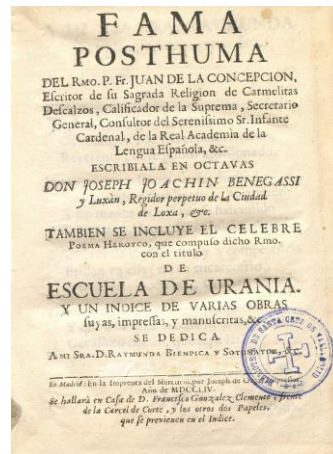 FAMA
POSTHUMA
DEL RMO. P. Fr. JUAN DE LA CONCEPCION,
Escritor de su Sagrada Religion de Carmelitas
Descalzos, Calificador de la Suprema, Secretario
General, Consultor del Serenissimo Sr. Infante
Cardenal, de la Real Academia de la
Lengua Española, &c.
ESCRIBIALA EN OCTAVAS
DON JOSEPH JOACHIN BENEGASSI
y Luxàn, Regidor perpetuo de la Ciudad
de Loxa, &c.
TAMBIEN SE INCLUYE EL CELEBRE
POEMA HEROYCO, que compuso dicho Rmo.
con el titulo
DE
ESCUELA DE URANIA.
Y UN INDICE DE VARIAS OBRAS
suyas, impressas, y manuscritas, &c.
SE DEDICA
A MI SRA. D. RAYMUNDA BIENPICA Y SOTOMAYOR, &c.
En Madrid: En la Imprenta del Mercurio, por Joseph de
Año de MDCCLIV.
Se hallarà en Casa de D. Francisco Gonzalez Clemente, frente
de la Carcel de Corte, y los otros dos Papeles,
que se previenen en el Indice.
SANTA CRUZ DE